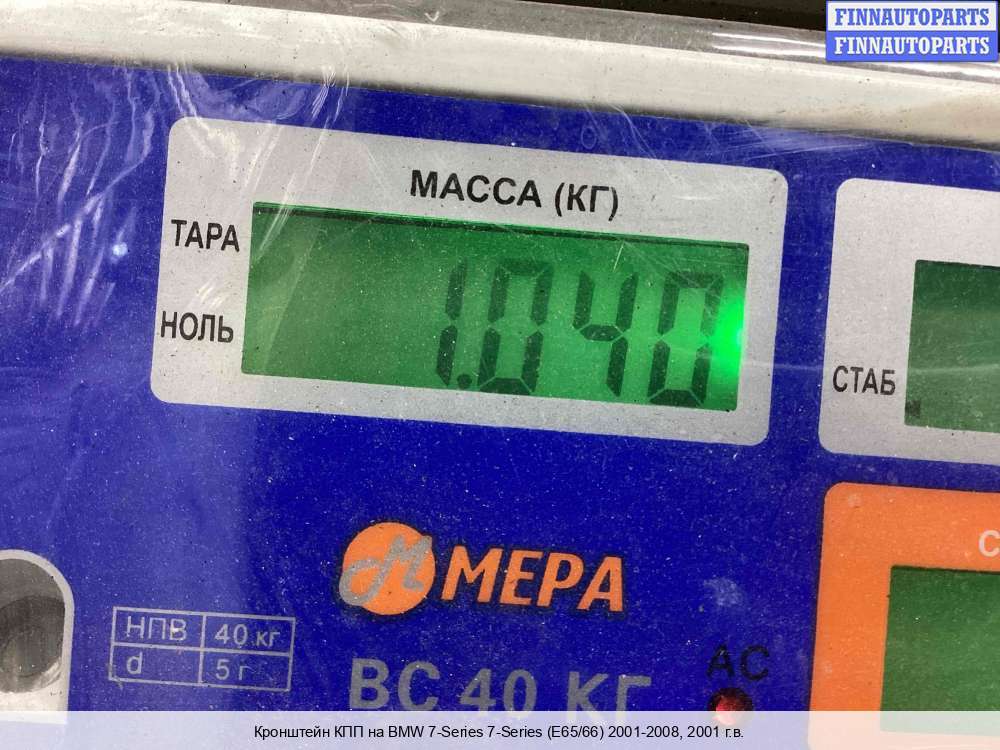 FINNAUTOPARTS
FINNAUTOPARTS
МАССА (КГ)
ТАРА
1.040
НОЛЬ
СТАБ
МЕРА
НПВ 40 кг
d 5 г
ВС 40 КГ
AC
Кронштейн КПП на BMW 7-Series 7-Series (E65/66) 2001-2008, 2001 г.в.